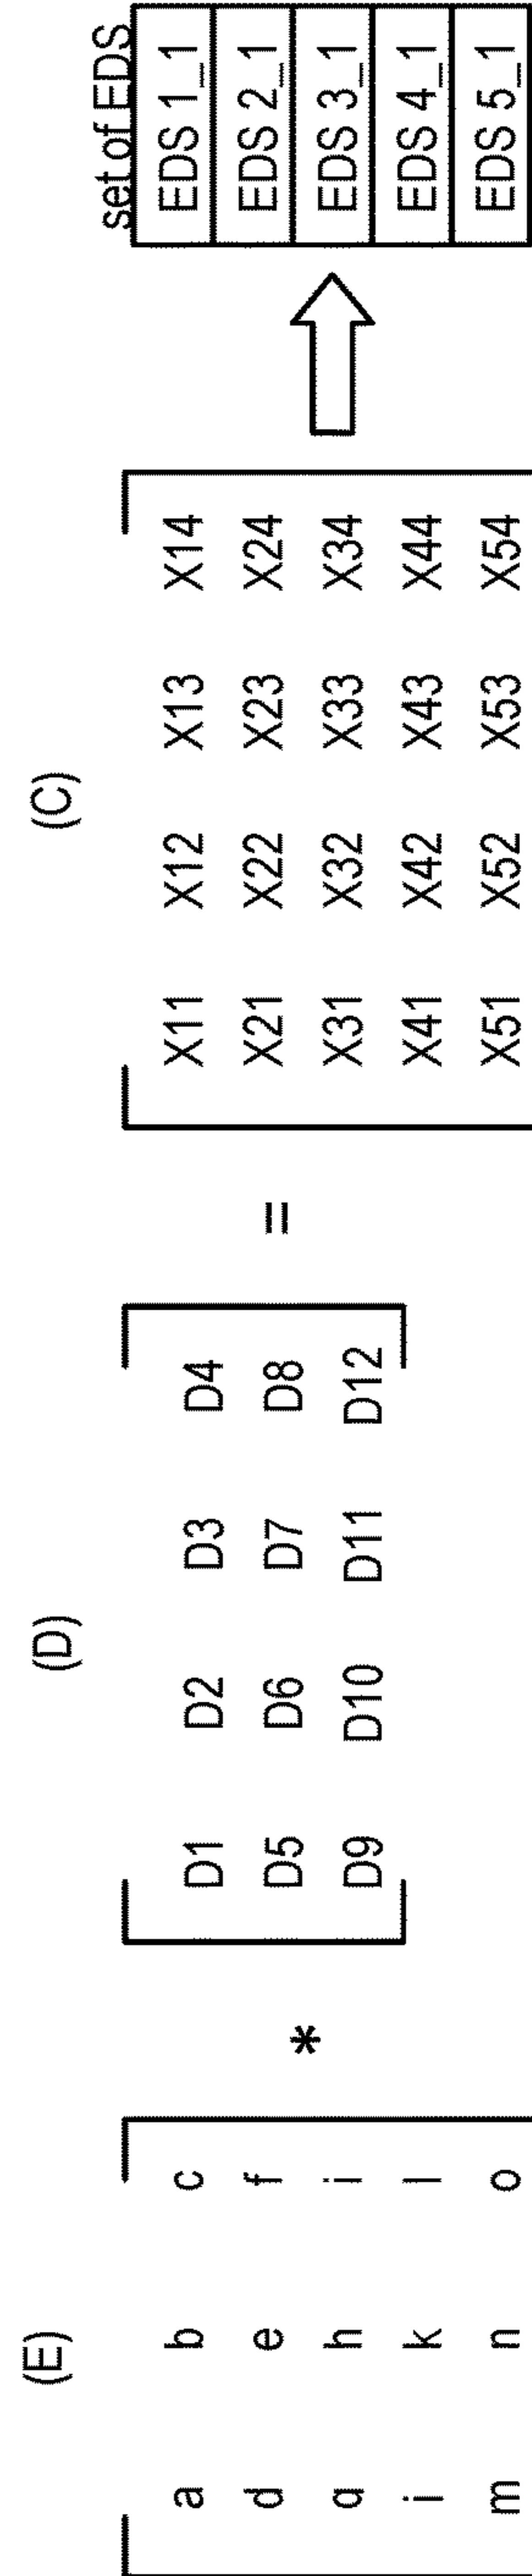 (E) (D) (C) set of EDS
a b c D1 D2 D3 D4 X11 X12 X13 X14 EDS 1_1
d e f * D5 D6 D7 D8 = X21 X22 X23 X24 EDS 2_1
q h i D9 D10 D11 D12 X31 X32 X33 X34 EDS 3_1
i k l X41 X42 X43 X44 EDS 4_1
m n o X51 X52 X53 X54 EDS 5_1